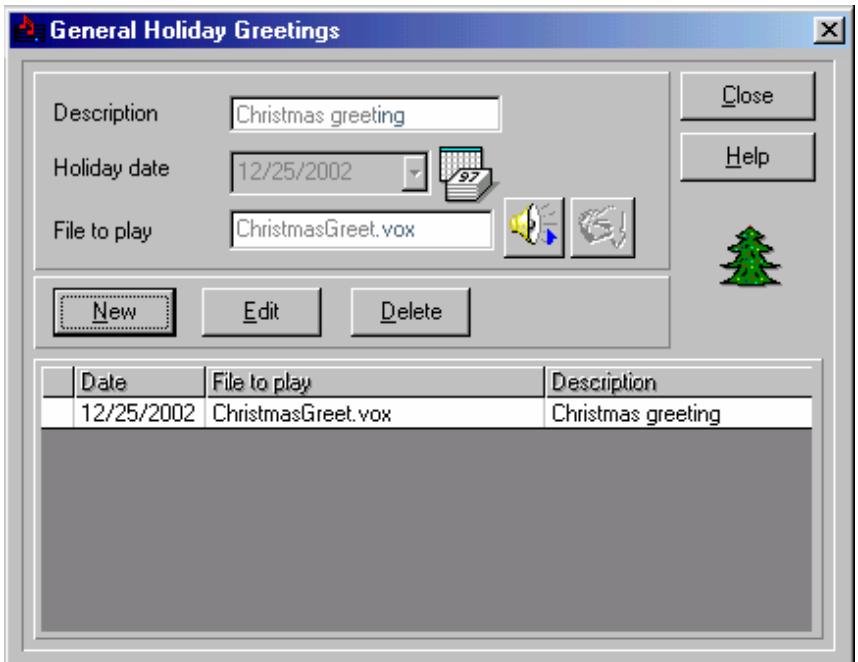 General Holiday Greetings
Description Christmas greeting Close
Holiday date 12/25/2002 97 Help
File to play ChristmasGreet.vox
New Edit Delete
Date File to play Description
12/25/2002 ChristmasGreet.vox Christmas greeting